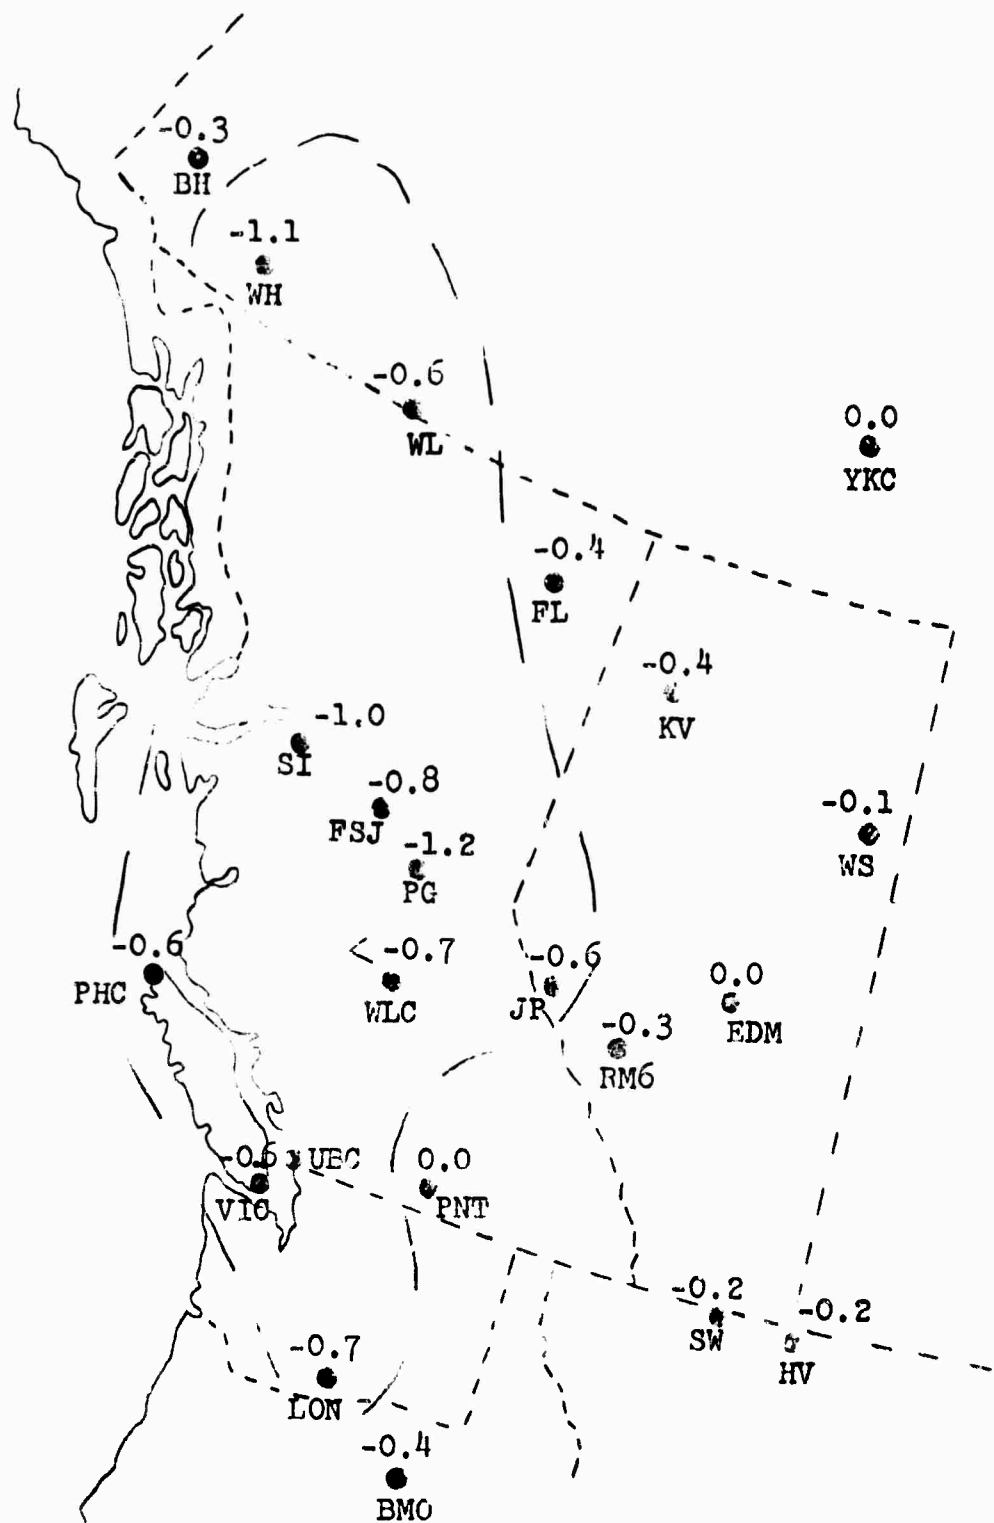 -0.3
BH
-1.1
WH
-0.6
WL
0.0
YKC
-0.4
FL
-0.4
KV
-1.0
SI
-0.8
FSJ
-1.2
PG
-0.1
WS
-0.6
PHC
< -0.7
WLC
-0.6
JP
0.0
EDM
-0.3
RM6
-0.6 UBC
VIC
0.0
PNT
-0.2
SW
-0.2
HV
-0.7
LON
-0.4
BMO